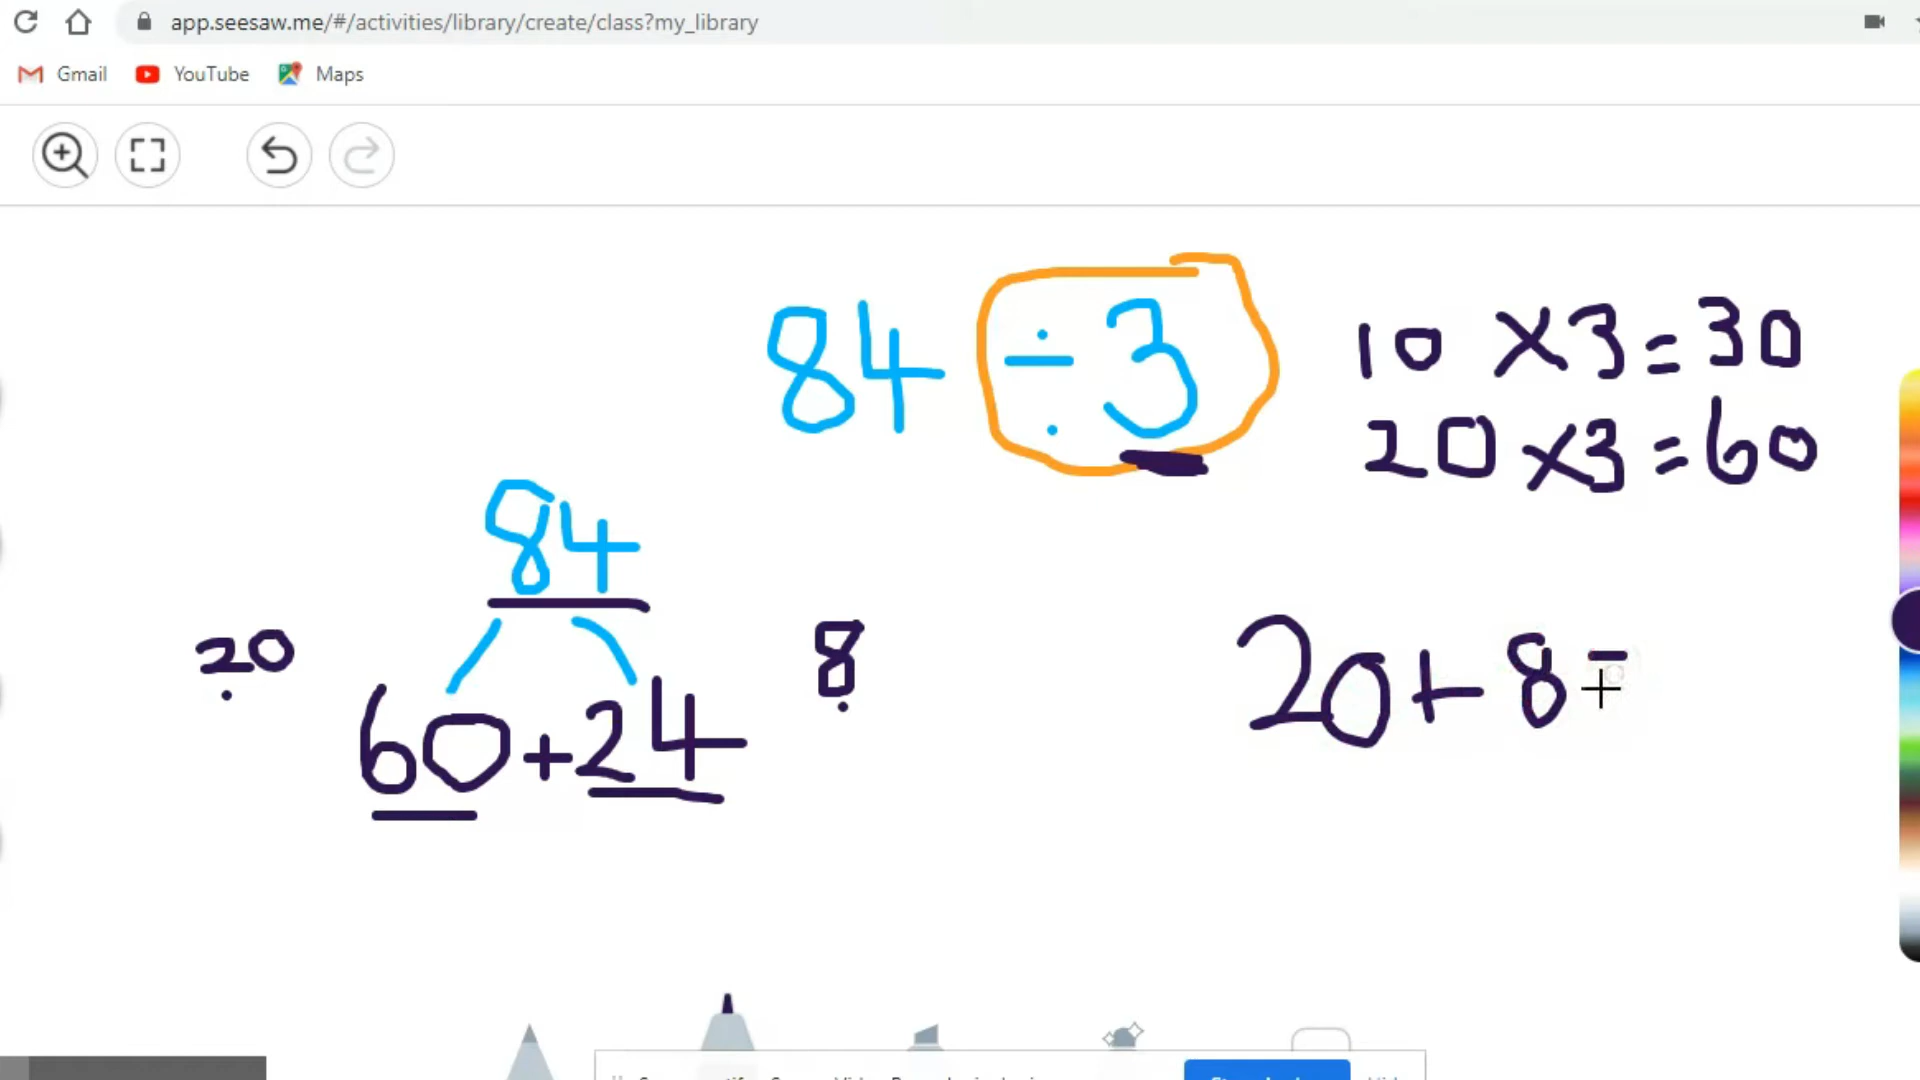 app.seesaw.me/#/activities/library/create/class?my_library
Gmail YouTube Maps
84 ÷ 3
10 × 3 = 30
20 × 3 = 60
84
20
8
60 + 24
20 + 8